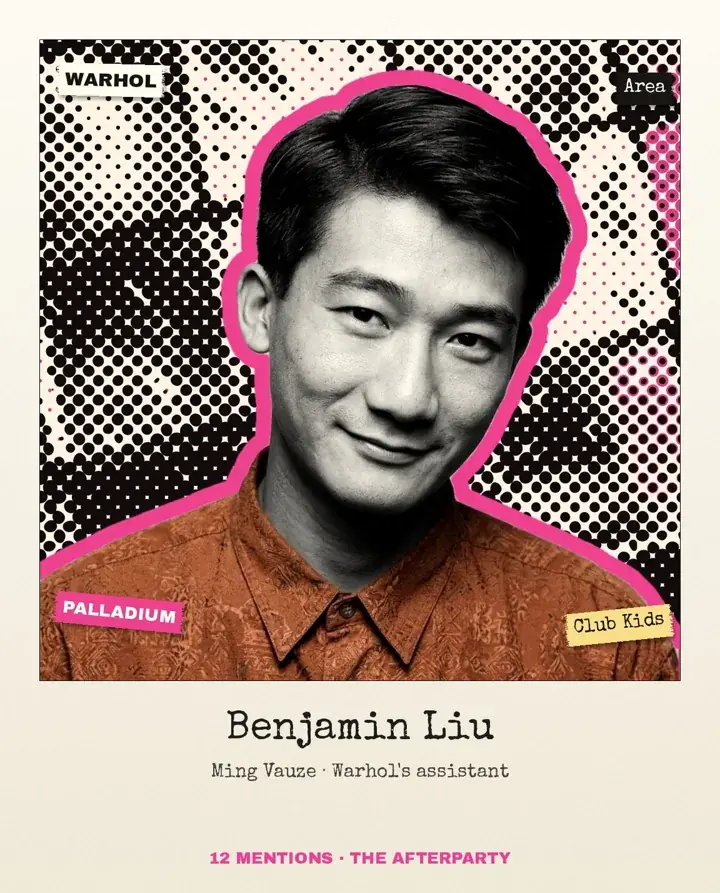 WARHOL
Area
PALLADIUM
Club Kids
Benjamin Liu
Ming Vauze · Warhol's assistant
12 MENTIONS · THE AFTERPARTY